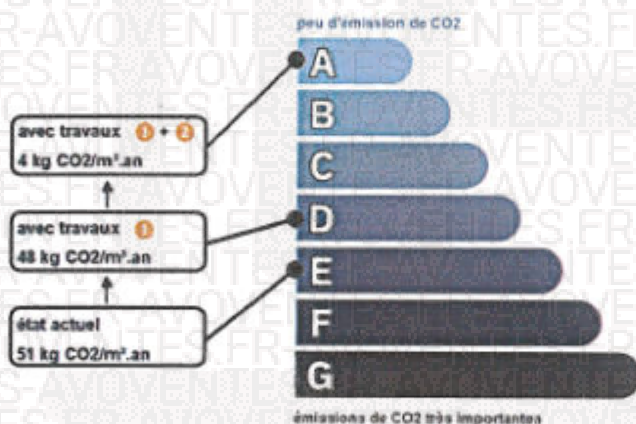 peu d'émission de CO2
A
B
C
D
E
F
G
émissions de CO2 très importantes
avec travaux 1 + 2
4 kg CO2/m².an
avec travaux 1
48 kg CO2/m².an
état actuel
51 kg CO2/m².an